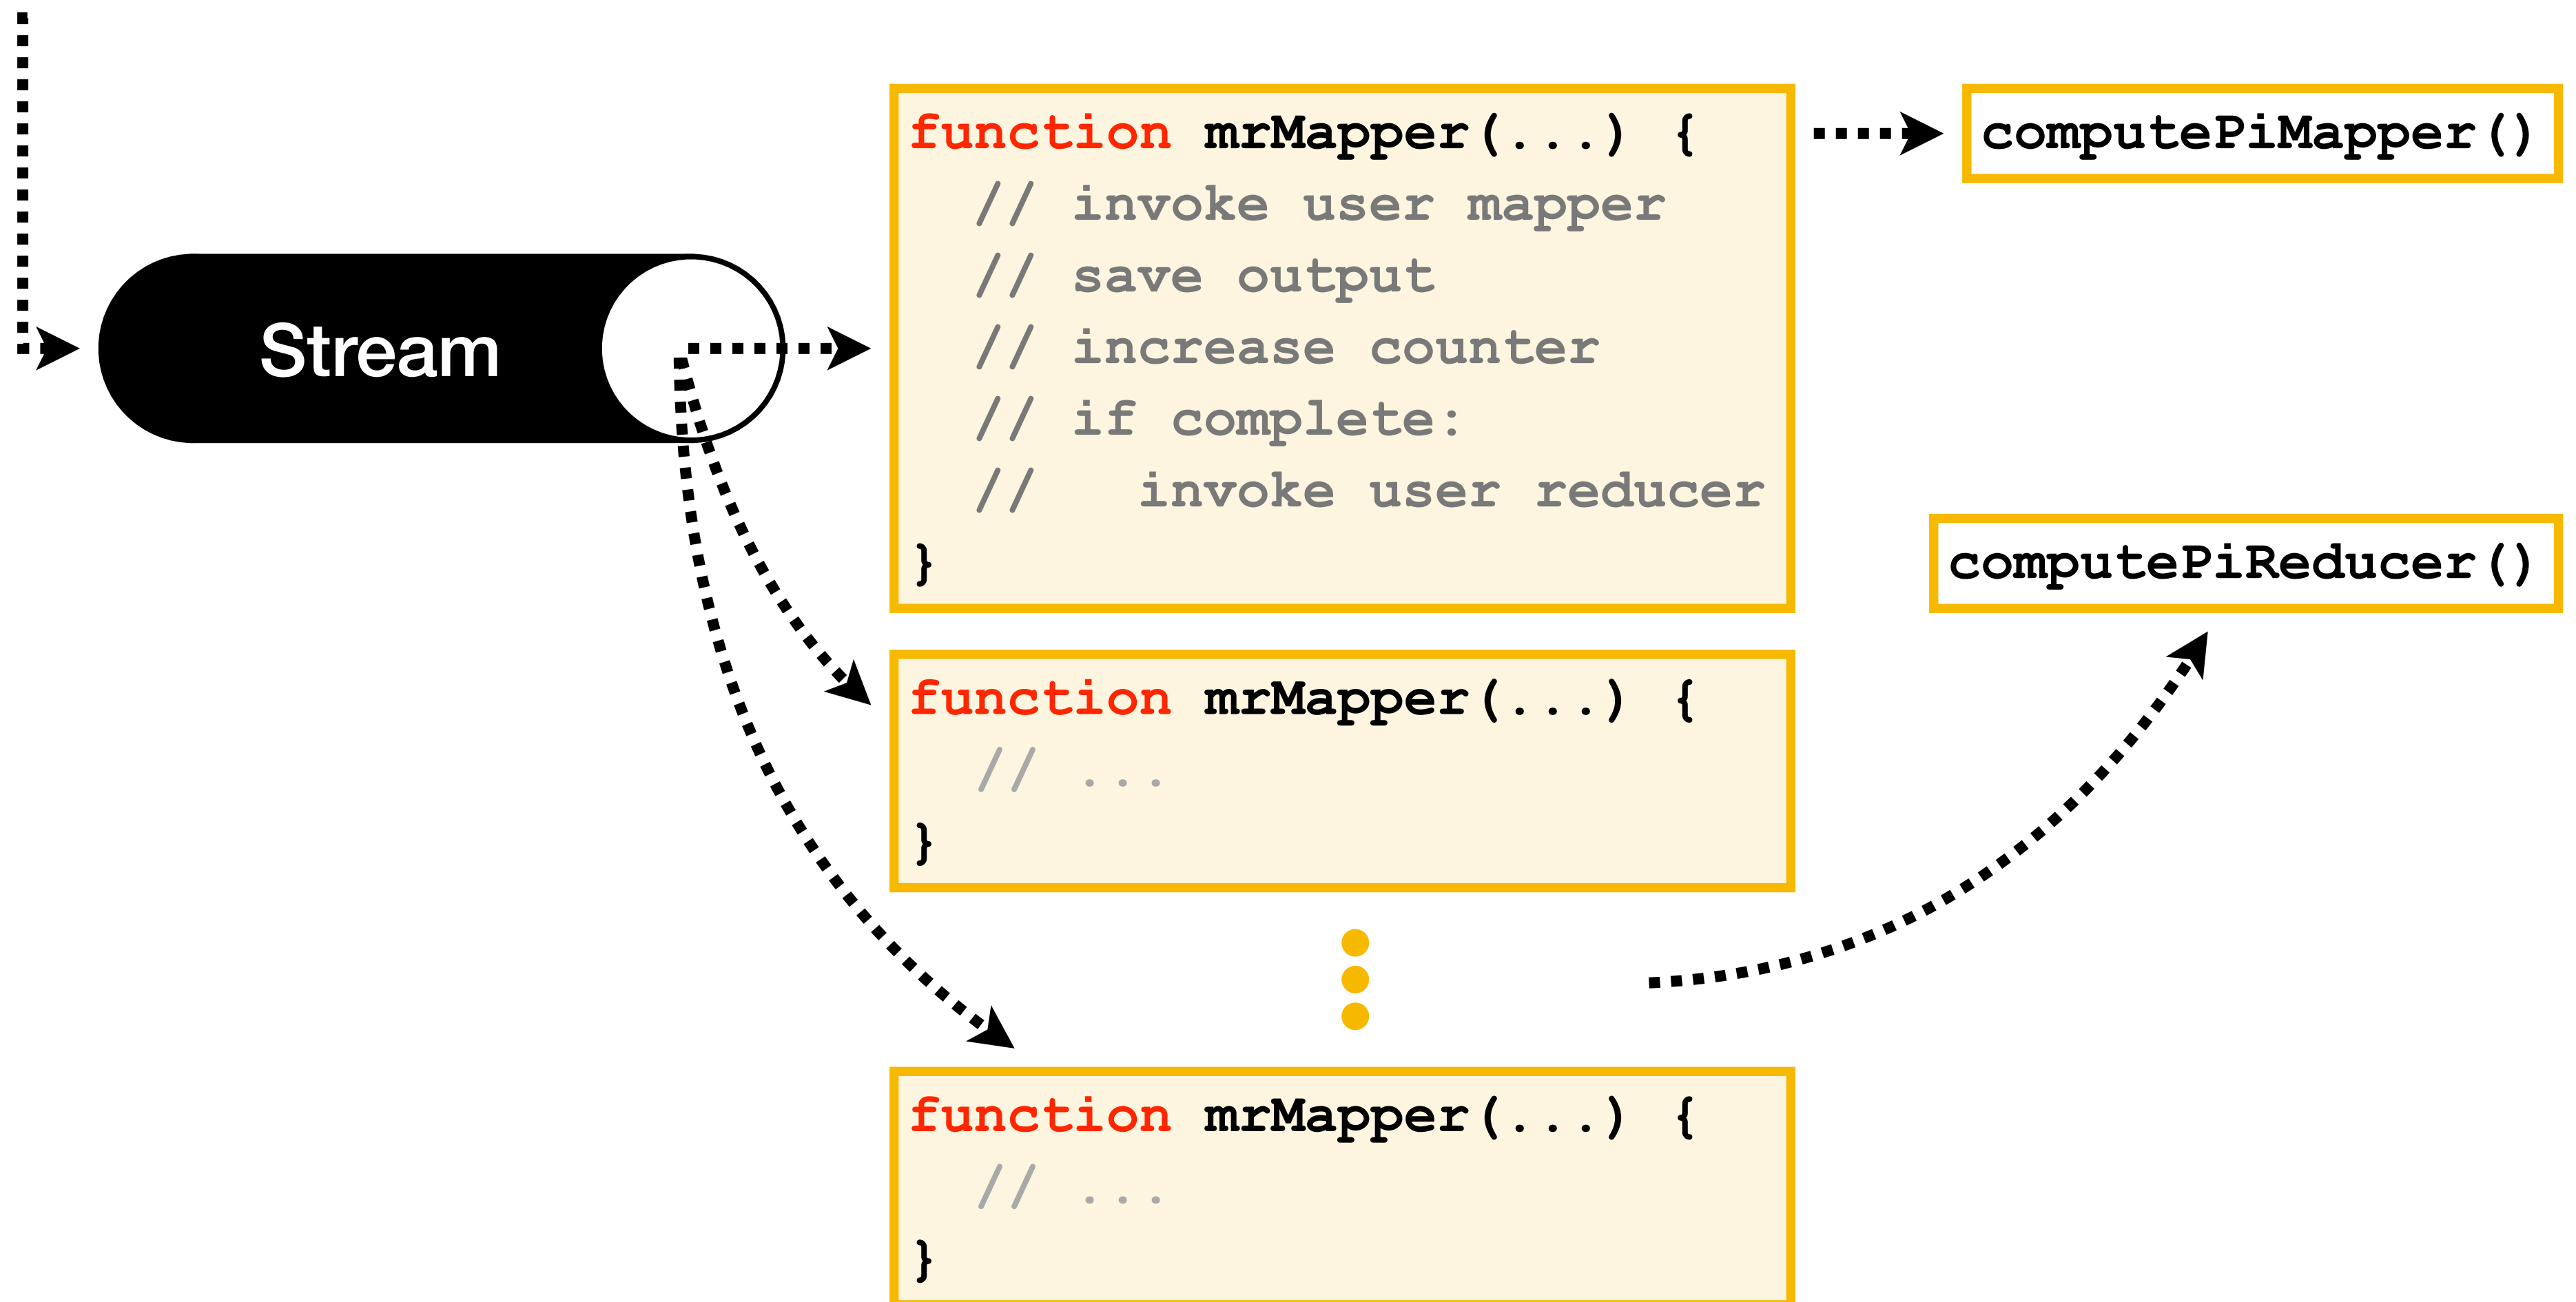 Stream
function mrMapper(...) {
  // invoke user mapper
  // save output
  // increase counter
  // if complete:
  //   invoke user reducer
}
computePiMapper()
computePiReducer()
function mrMapper(...) {
  // ...
}
function mrMapper(...) {
  // ...
}